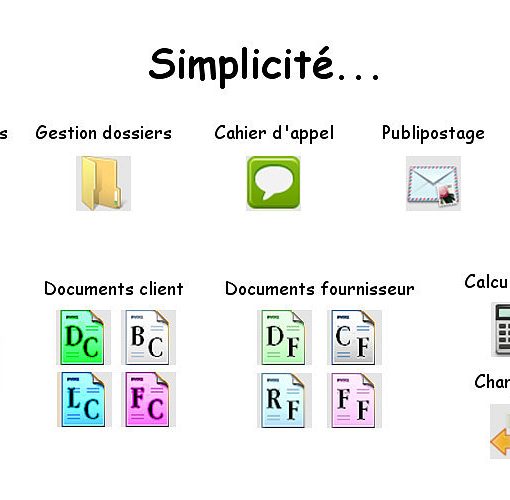 Simplicité...
s Gestion dossiers Cahier d'appel Publipostage
Calcu
Documents client Documents fournisseur
DC BC DF CF
LC FC RF FF
Char